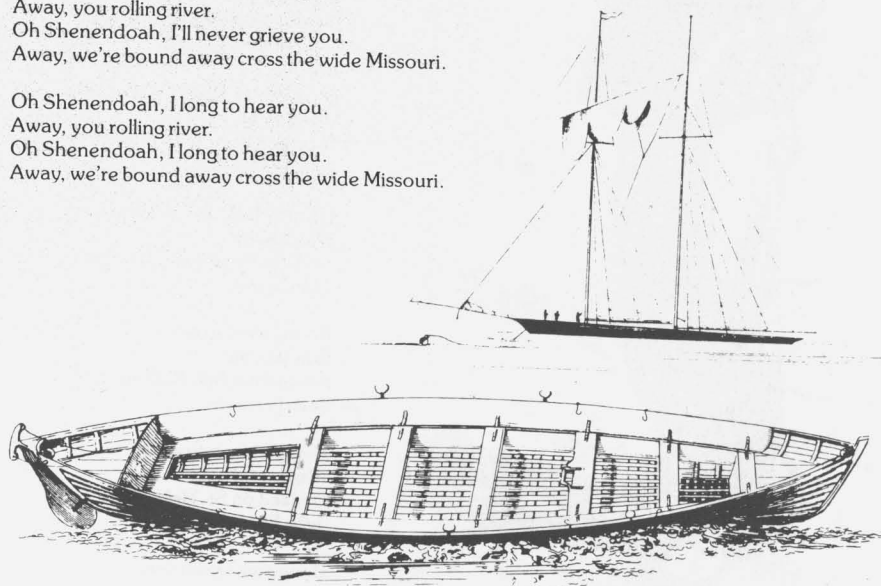 Away, you rolling river.
Oh Shenendoah, I'll never grieve you.
Away, we're bound away cross the wide Missouri.
Oh Shenendoah, I long to hear you.
Away, you rolling river.
Oh Shenendoah, I long to hear you.
Away, we're bound away cross the wide Missouri.